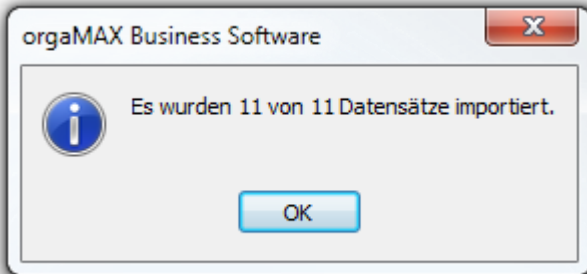 orgaMAX Business Software
Es wurden 11 von 11 Datensätze importiert.
OK